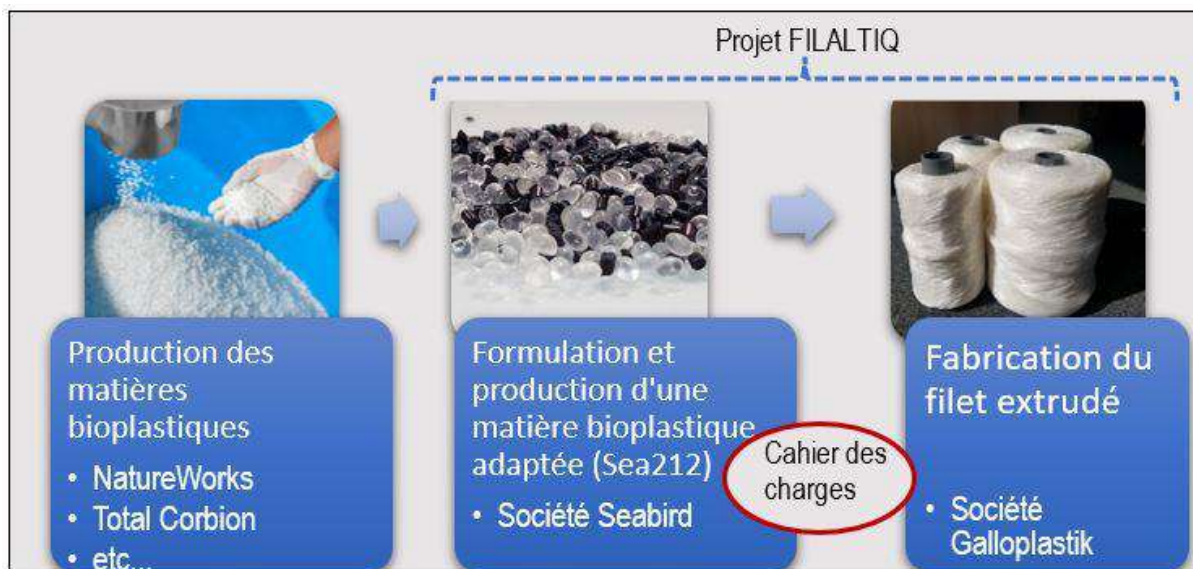 Projet FILALTIQ
Production des
matières
bioplastiques
• NatureWorks
• Total Corbion
• etc...
Formulation et
production d'une
matière bioplastique
adaptée (Sea212)
• Société Seabird
Cahier des
charges
Fabrication du
filet extrudé
• Société
Galloplastik